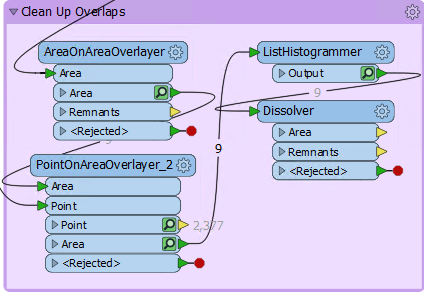 Clean Up Overlaps
AreaOnAreaOverlayer
Area
Area
Remnants
<Rejected>
9
PointOnAreaOverlayer_2
Area
Point
Point
2,377
Area
<Rejected>
9
ListHistogrammer
Output
9
Dissolver
Area
Remnants
<Rejected>